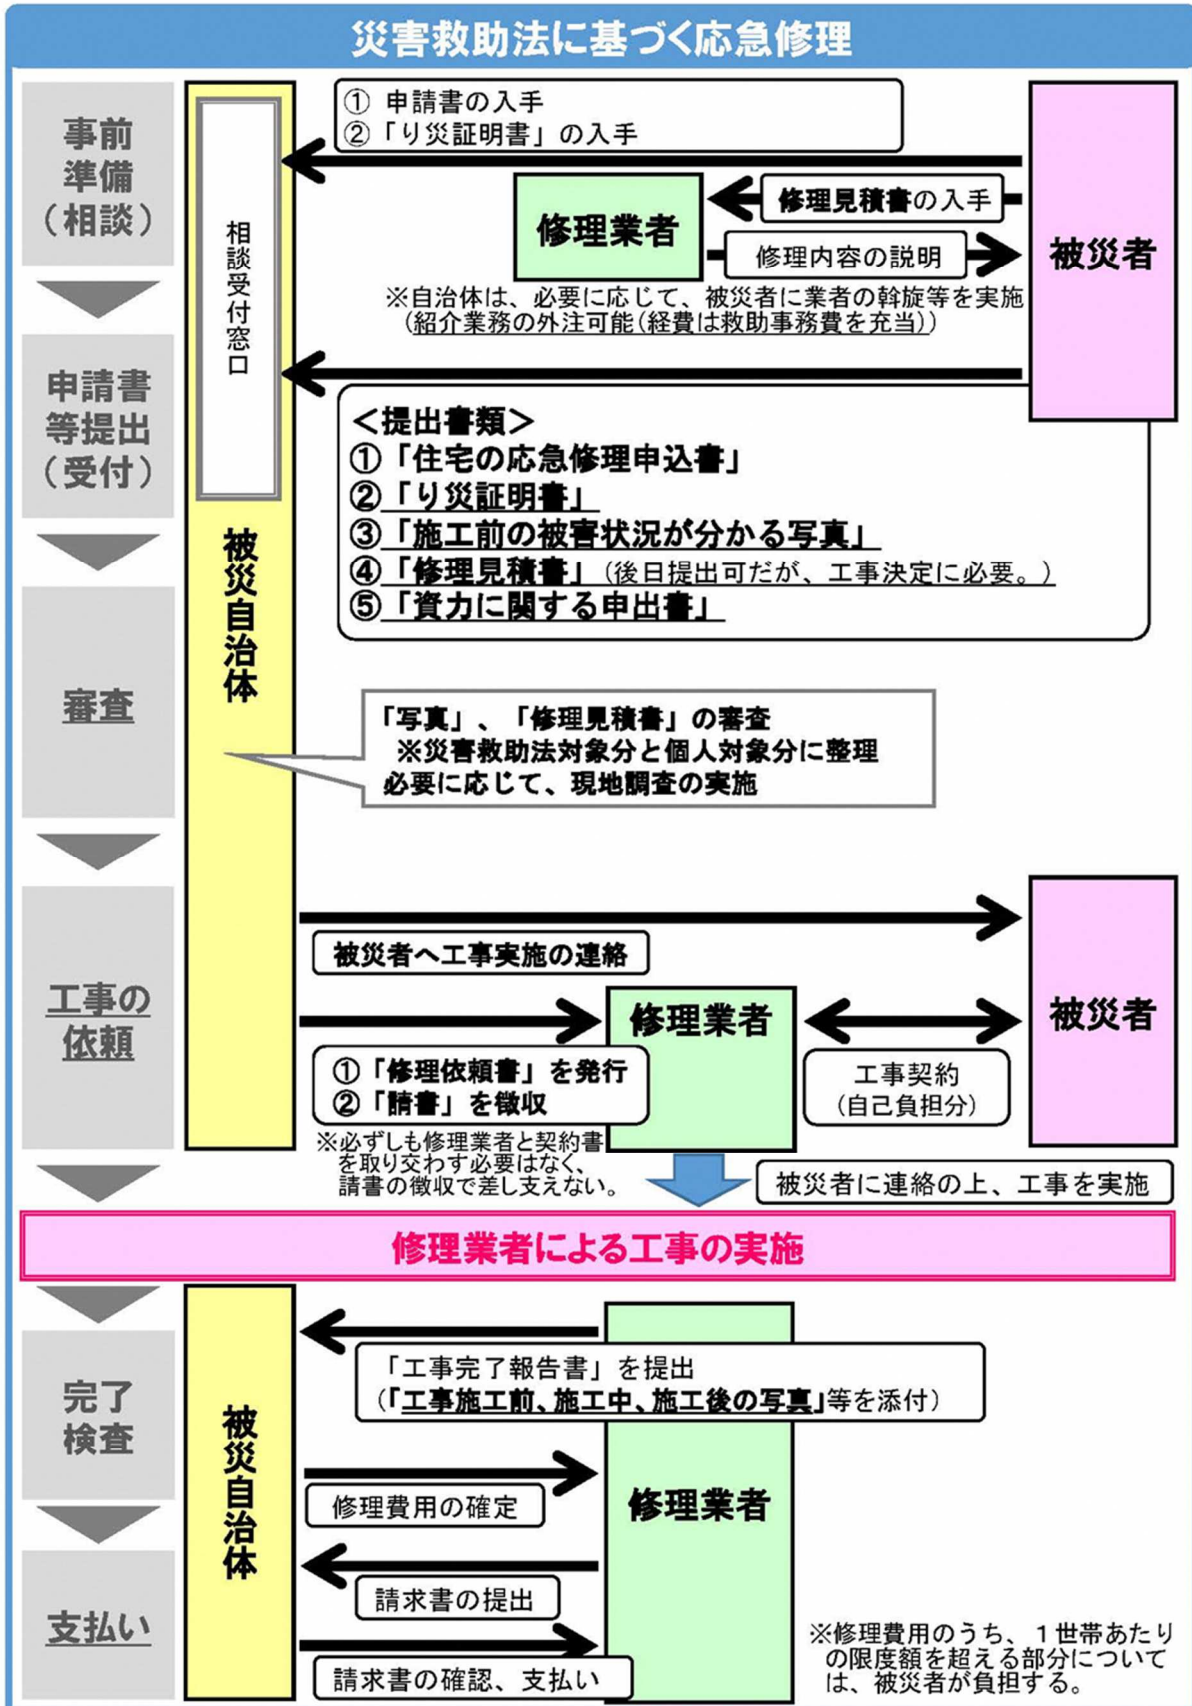 災害救助法に基づく応急修理
事前
準備
（相談）
相談受付窓口
① 申請書の入手
② 「り災証明書」の入手
修理業者
修理見積書の入手
修理内容の説明
被災者
※自治体は、必要に応じて、被災者に業者の斡旋等を実施
（紹介業務の外注可能（経費は救助事務費を充当））
申請書
等提出
（受付）
＜提出書類＞
①「住宅の応急修理申込書」
②「り災証明書」
③「施工前の被害状況が分かる写真」
④「修理見積書」（後日提出可だが、工事決定に必要。）
⑤「資力に関する申出書」
被災自治体
審査
「写真」、「修理見積書」の審査
※災害救助法対象分と個人対象分に整理
必要に応じて、現地調査の実施
工事の
依頼
被災者へ工事実施の連絡
修理業者
被災者
①「修理依頼書」を発行
②「請書」を徴収
工事契約
（自己負担分）
※必ずしも修理業者と契約書
を取り交わす必要はなく、
請書の徴収で差し支えない。
被災者に連絡の上、工事を実施
修理業者による工事の実施
完了
検査
被災自治体
「工事完了報告書」を提出
（「工事施工前、施工中、施工後の写真」等を添付）
修理費用の確定
修理業者
支払い
請求書の提出
請求書の確認、支払い
※修理費用のうち、１世帯あたり
の限度額を超える部分について
は、被災者が負担する。